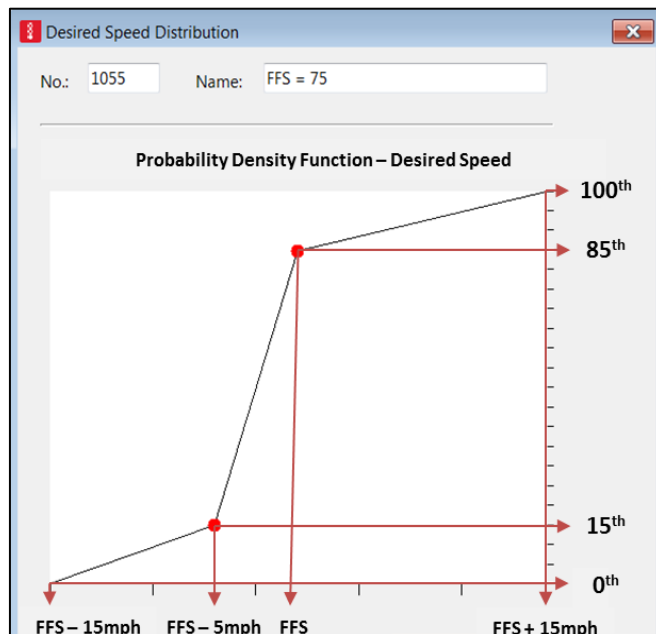 Desired Speed Distribution
No.: 1055 Name: FFS = 75
Probability Density Function – Desired Speed
100th
85th
15th
0th
FFS – 15mph FFS – 5mph FFS FFS + 15mph